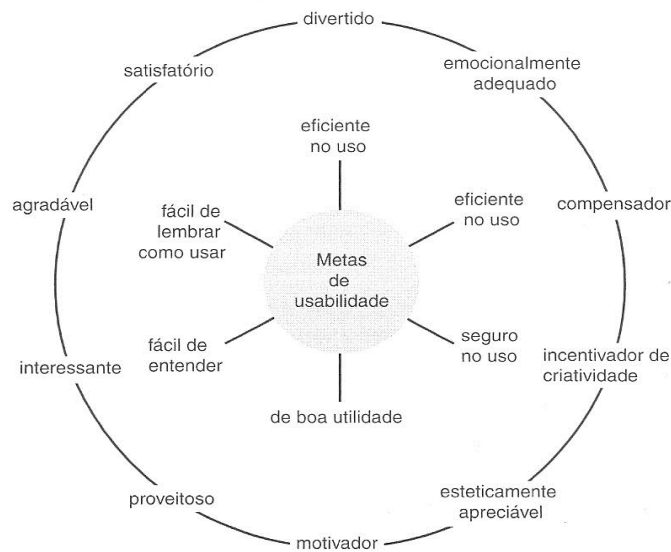 divertido
satisfatório
emocionalmente
adequado
eficiente
no uso
agradável
fácil de
lembrar
como usar
eficiente
no uso
compensador
Metas
de
usabilidade
interessante
fácil de
entender
seguro
no uso
incentivador de
criatividade
de boa utilidade
proveitoso
esteticamente
apreciável
motivador